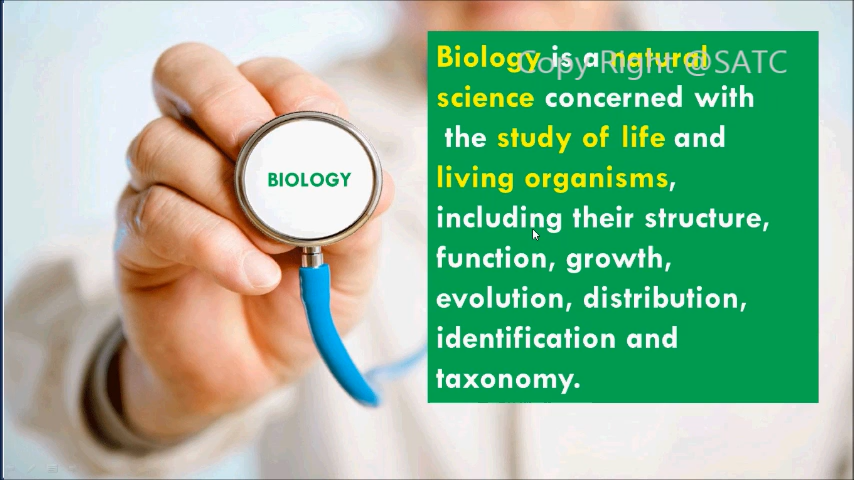 BIOLOGY
Copy Right @SATC
Biology is a natural
science concerned with
the study of life and
living organisms,
including their structure,
function, growth,
evolution, distribution,
identification and
taxonomy.